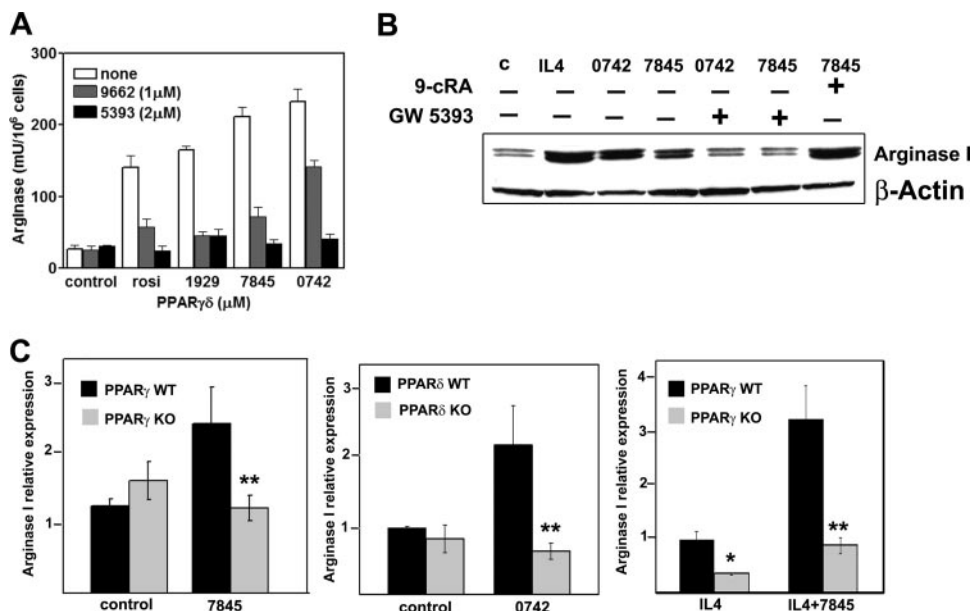 A
300
200
100
0
Arginase (mU/10⁶ cells)
none
9662 (1μM)
5393 (2μM)
control rosi 1929 7845 0742
PPARγδ (μM)
B
c IL4 0742 7845 0742 7845 7845
9-cRA − − − − − − +
GW 5393 − − − − + + −
Arginase I
β-Actin
C
Arginase I relative expression
3
2
1
PPARγ WT
PPARγ KO
**
control 7845
Arginase I relative expression
3
2
1
PPARδ WT
PPARδ KO
**
control 0742
Arginase I relative expression
4
3
2
1
0
PPARγ WT
PPARγ KO
* **
IL4 IL4+7845